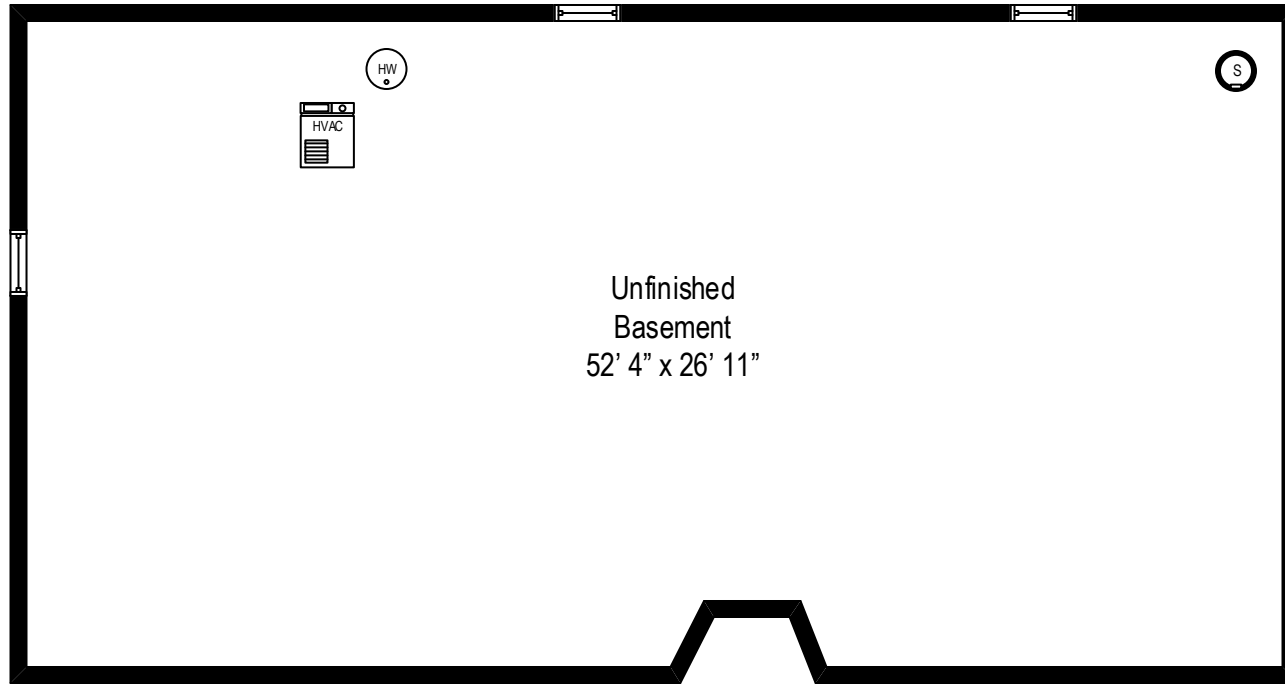 HW
S
HVAC
Unfinished
Basement
52’ 4” x 26’ 11”